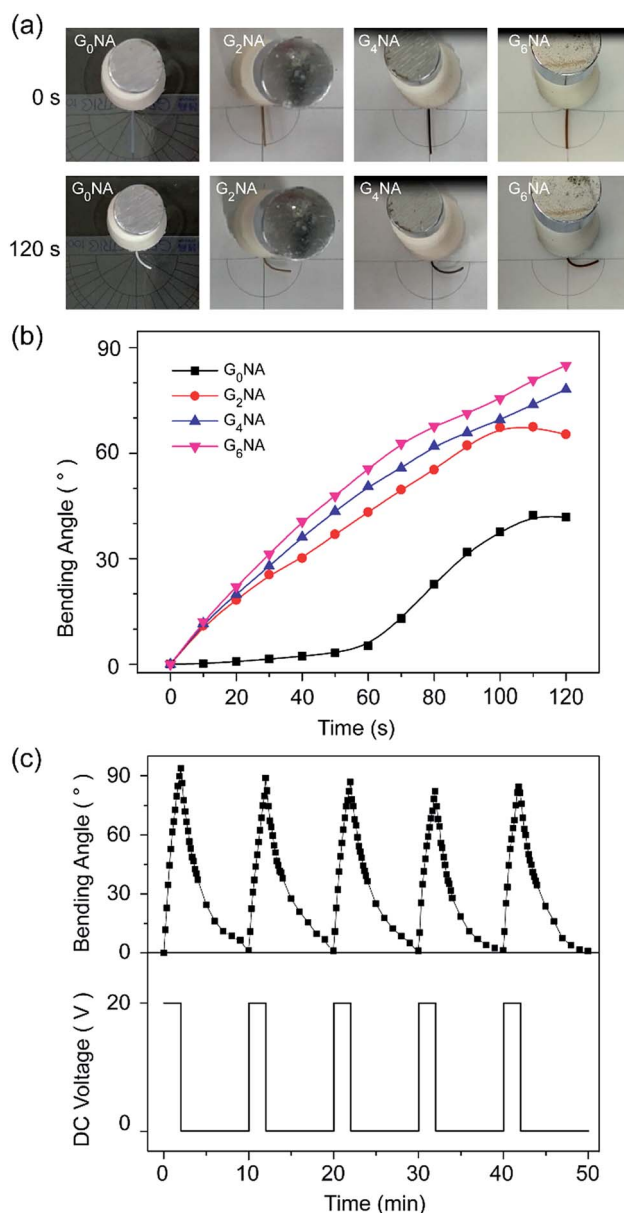 (a)
G₀NA
G₂NA
G₄NA
G₆NA
0 s
G₀NA
G₂NA
G₄NA
G₆NA
120 s
(b)
90
60
30
0
Bending Angle ( ° )
G₀NA
G₂NA
G₄NA
G₆NA
0 20 40 60 80 100 120
Time (s)
(c)
90
60
30
0
Bending Angle ( ° )
20
0
DC Voltage ( V )
0 10 20 30 40 50
Time (min)